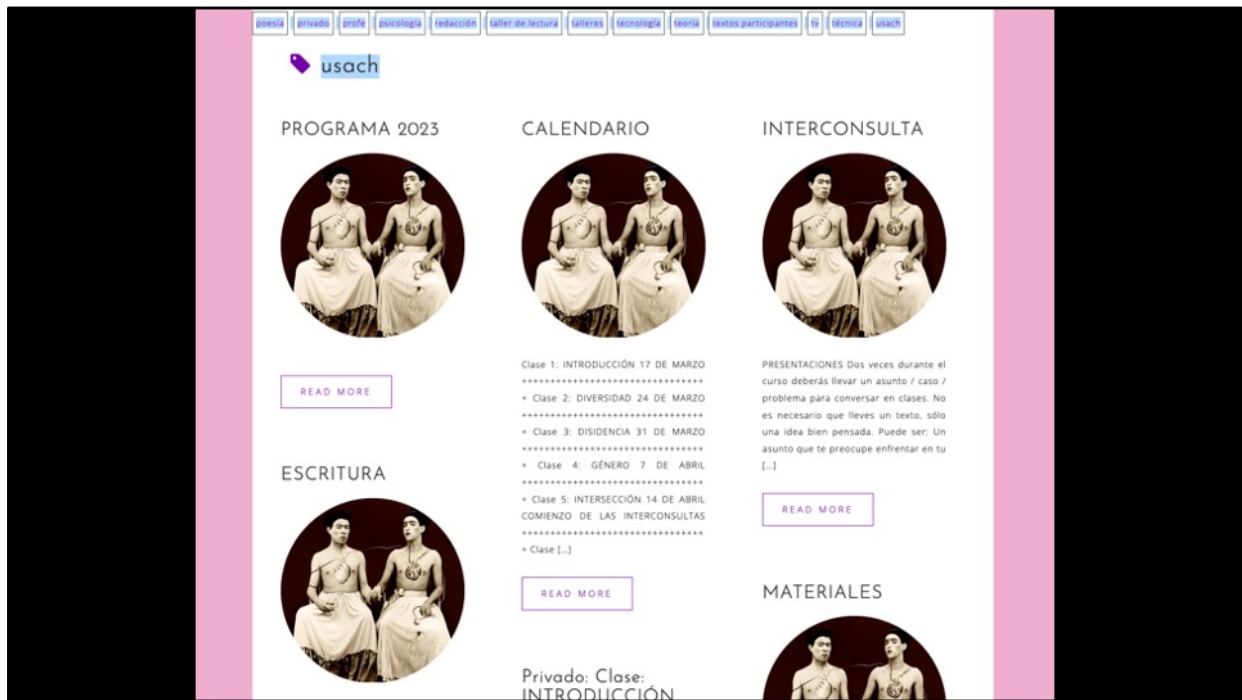 poesía privado profe psicología redacción taller de lectura talleres tecnología teoría textos participantes tv técnica usach
usach
PROGRAMA 2023
READ MORE
ESCRITURA
CALENDARIO
Clase 1: INTRODUCCIÓN 17 DE MARZO
++++++++++++++++++++++++++++++++
+ Clase 2: DIVERSIDAD 24 DE MARZO
++++++++++++++++++++++++++++++++
+ Clase 3: DISIDENCIA 31 DE MARZO
++++++++++++++++++++++++++++++++
+ Clase 4: GÉNERO 7 DE ABRIL
++++++++++++++++++++++++++++++++
+ Clase 5: INTERSECCIÓN 14 DE ABRIL
COMIENZO DE LAS INTERCONSULTAS
++++++++++++++++++++++++++++++++
+ Clase [...]
READ MORE
Privado: Clase:
INTRODUCCIÓN
INTERCONSULTA
PRESENTACIONES Dos veces durante el
curso deberás llevar un asunto / caso /
problema para conversar en clases. No
es necesario que lleves un texto, sólo
una idea bien pensada. Puede ser: Un
asunto que te preocupe enfrentar en tu
[...]
READ MORE
MATERIALES